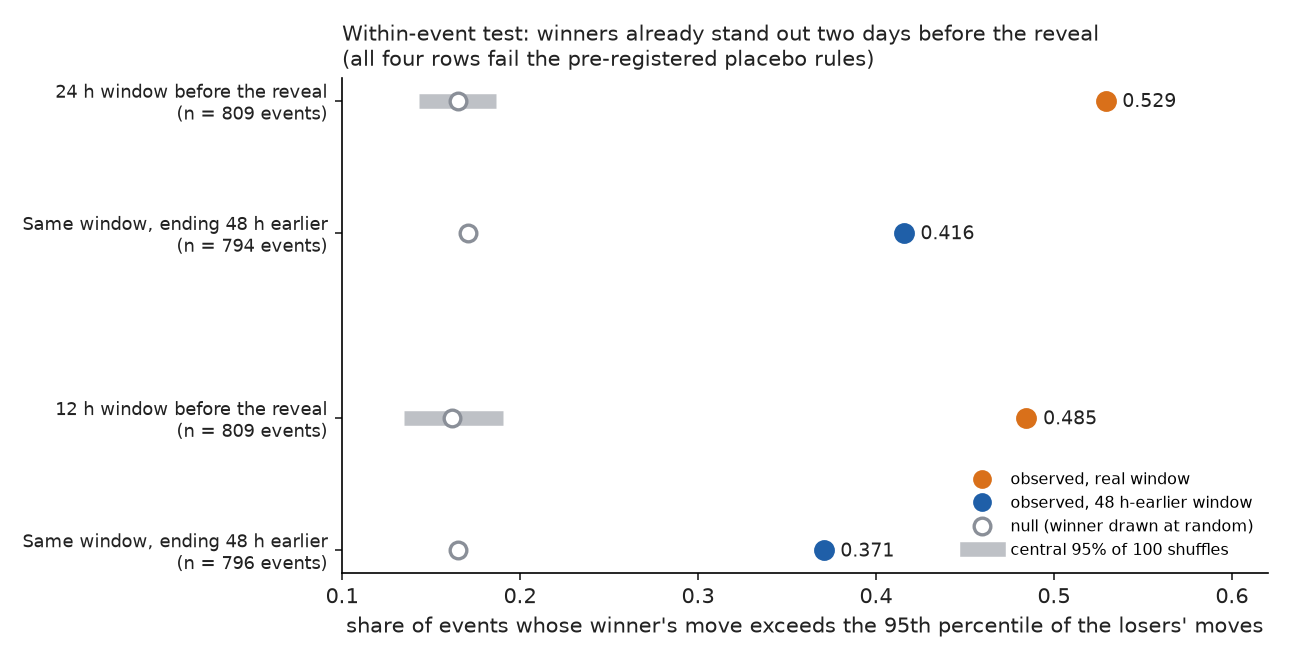 Within-event test: winners already stand out two days before the reveal
(all four rows fail the pre-registered placebo rules)
24 h window before the reveal
(n = 809 events)
0.529
Same window, ending 48 h earlier
(n = 794 events)
0.416
12 h window before the reveal
(n = 809 events)
0.485
observed, real window
observed, 48 h-earlier window
null (winner drawn at random)
central 95% of 100 shuffles
Same window, ending 48 h earlier
(n = 796 events)
0.371
0.1 0.2 0.3 0.4 0.5 0.6
share of events whose winner's move exceeds the 95th percentile of the losers' moves